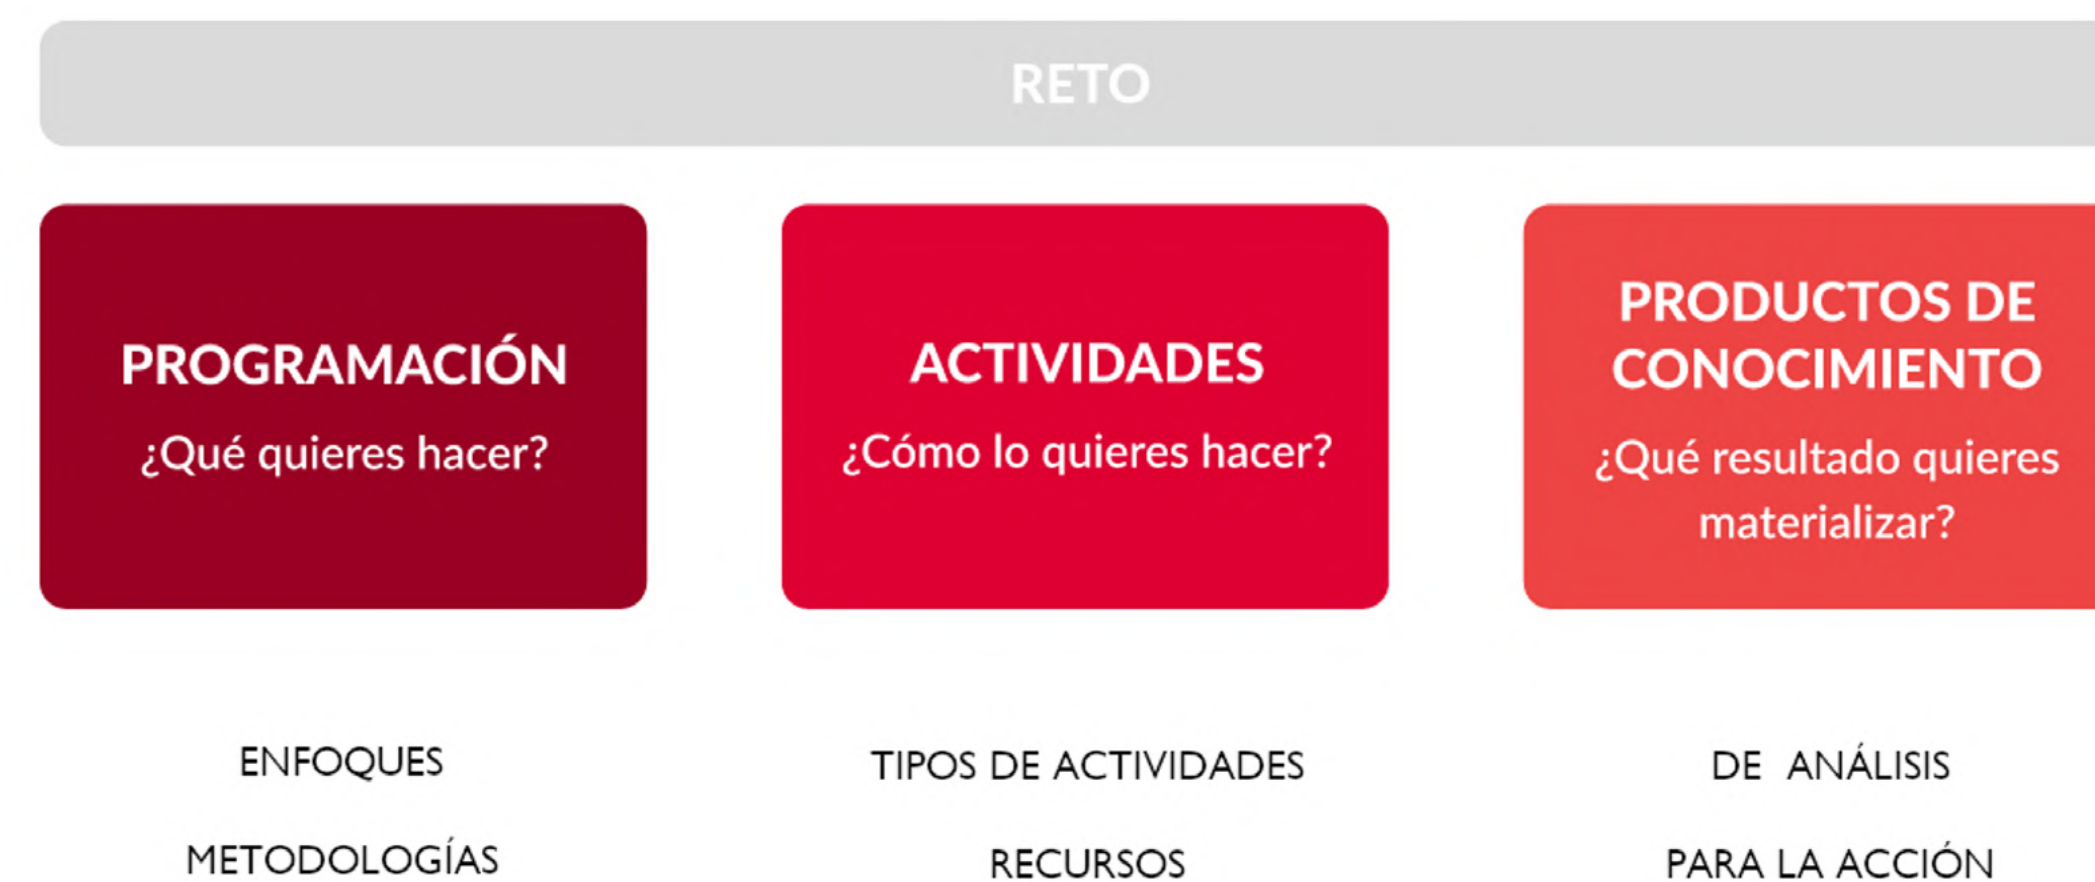 RETO
PROGRAMACIÓN
¿Qué quieres hacer?
ACTIVIDADES
¿Cómo lo quieres hacer?
PRODUCTOS DE
CONOCIMIENTO
¿Qué resultado quieres
materializar?
ENFOQUES
METODOLOGÍAS
TIPOS DE ACTIVIDADES
RECURSOS
DE ANÁLISIS
PARA LA ACCIÓN